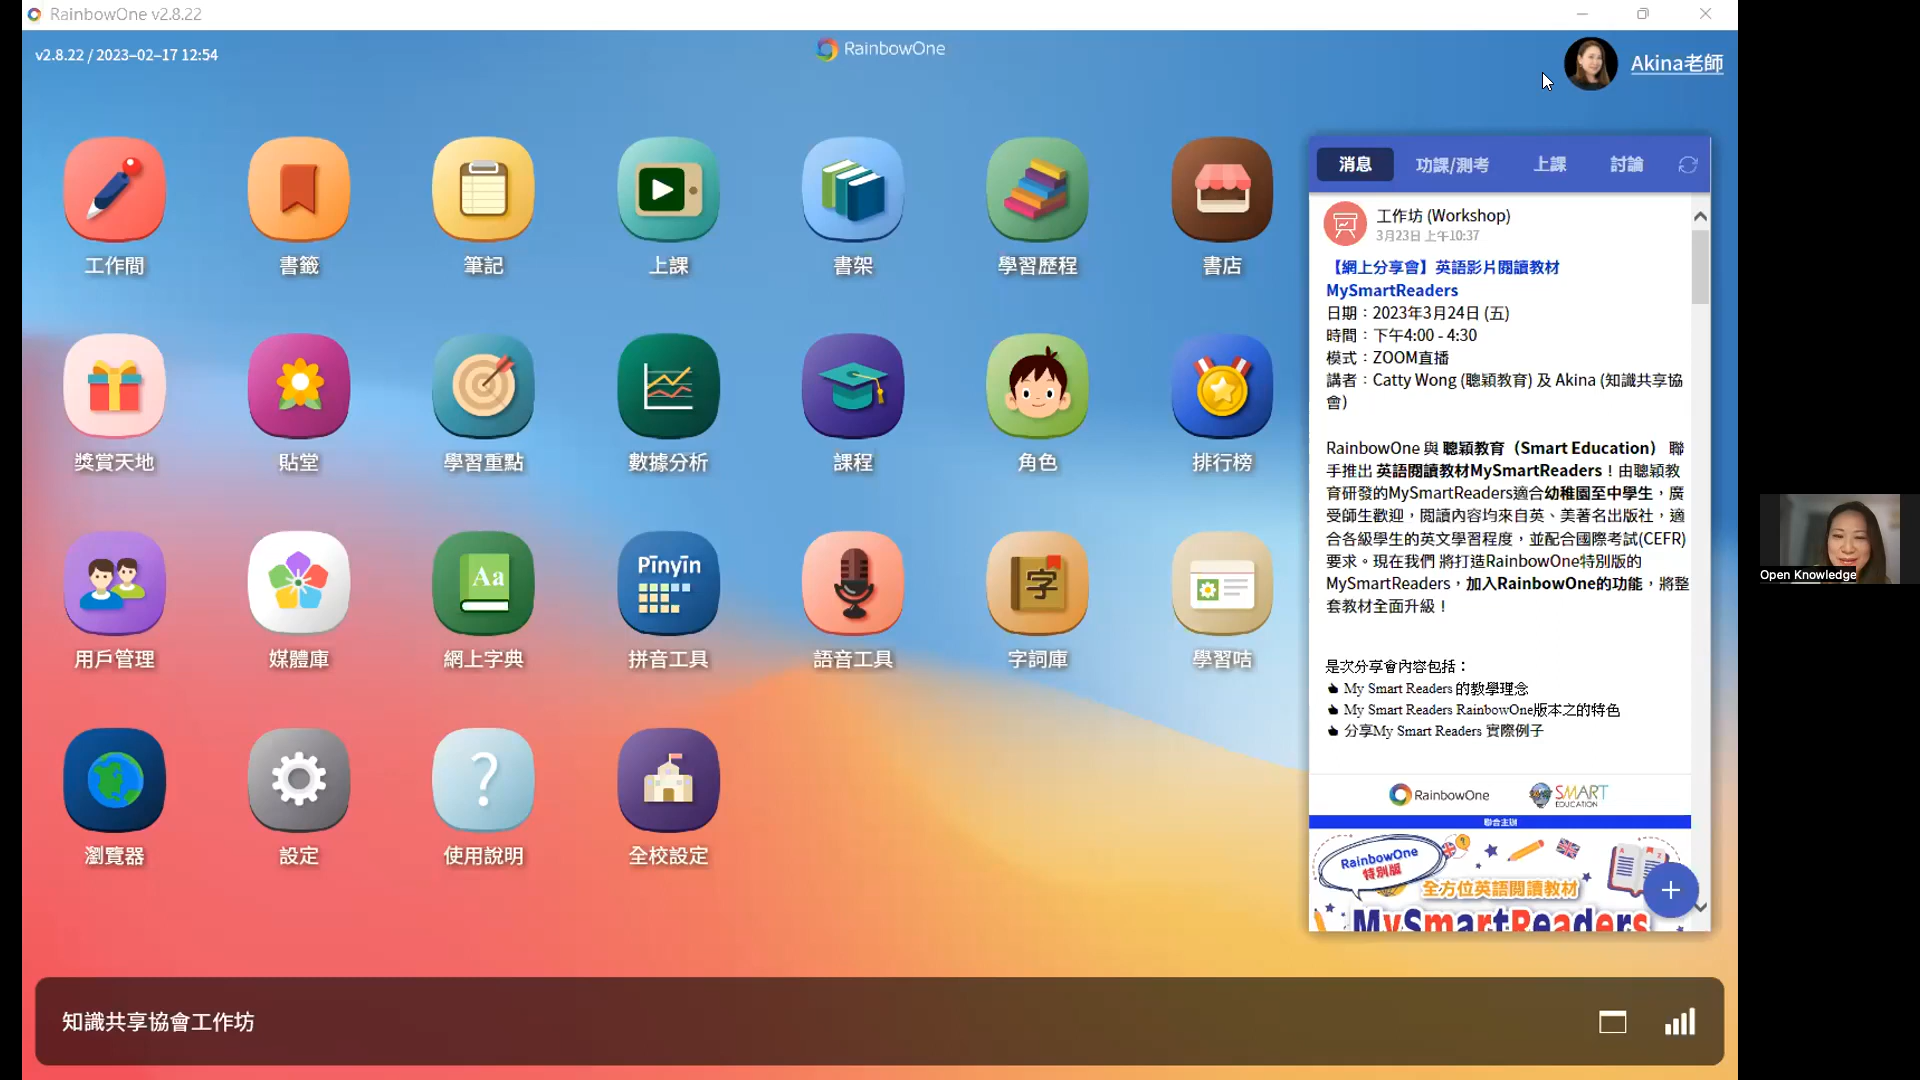 RainbowOne v2.8.22
v2.8.22 / 2023-02-17 12:54
RainbowOne
Akina老師
工作間
書籤
筆記
上課
書架
學習歷程
書店
獎賞天地
貼堂
學習重點
數據分析
課程
角色
排行榜
用戶管理
媒體庫
Aa
網上字典
Pīnyīn
拼音工具
語音工具
字
字詞庫
學習咭
瀏覽器
設定
?
使用說明
全校設定
消息
功課/測考
上課
討論
工作坊 (Workshop)
3月23日 上午10:37
【網上分享會】英語影片閱讀教材
MySmartReaders
日期：2023年3月24日 (五)
時間：下午4:00 - 4:30
模式：ZOOM直播
講者：Catty Wong (聰穎教育) 及 Akina (知識共享協
會)
RainbowOne 與 聰穎教育（Smart Education） 聯
手推出 英語閱讀教材MySmartReaders！由聰穎教
育研發的MySmartReaders適合幼稚園至中學生，廣
受師生歡迎，閱讀內容均來自英、美著名出版社，適
合各級學生的英文學習程度，並配合國際考試(CEFR)
要求。現在我們 將打造RainbowOne特別版的
MySmartReaders，加入RainbowOne的功能，將整
套教材全面升級！
是次分享會內容包括：
My Smart Readers 的教學理念
My Smart Readers RainbowOne版本之的特色
分享My Smart Readers 實際例子
RainbowOne
SMART
EDUCATION
聯合主辦
RainbowOne
特別版
全方位英語閱讀教材
MySmartReaders
知識共享協會工作坊
Open Knowledge